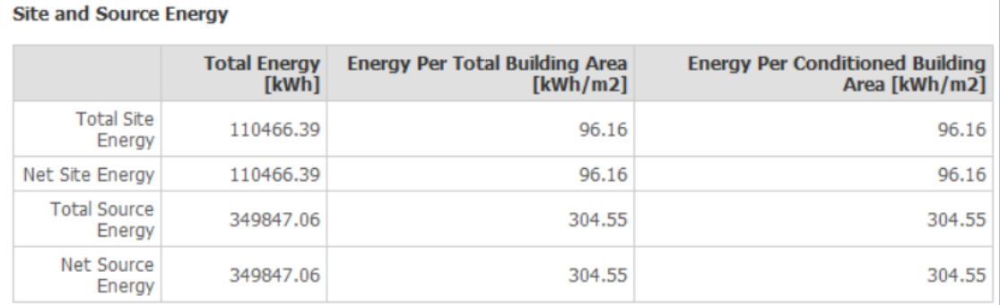 Site and Source Energy
Total Energy [kWh] Energy Per Total Building Area [kWh/m2] Energy Per Conditioned Building Area [kWh/m2]
Total Site Energy 110466.39 96.16 96.16
Net Site Energy 110466.39 96.16 96.16
Total Source Energy 349847.06 304.55 304.55
Net Source Energy 349847.06 304.55 304.55